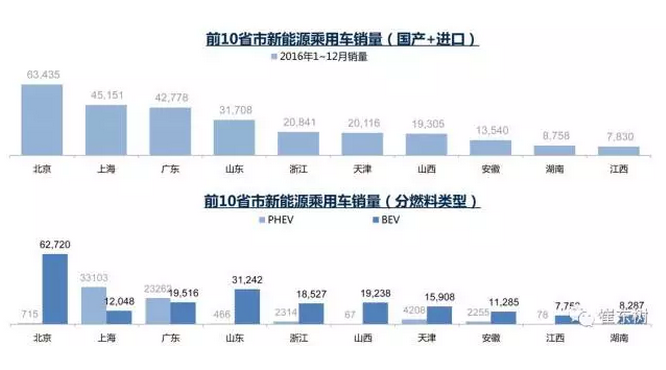 前10省市新能源乘用车销量（国产+进口）
2016年1~12月销量
63,435 45,151 42,778 31,708 20,841 20,116 19,305 13,540 8,758 7,830
北京 上海 广东 山东 浙江 天津 山西 安徽 湖南 江西
前10省市新能源乘用车销量（分燃料类型）
PHEV BEV
715 62,720 33103 12,048 23262 19,516 466 31,242 2314 18,527 67 19,238 4208 15,908 2255 11,285 78 8,287
北京 上海 广东 山东 浙江 山西 天津 安徽 江西 湖南
崔东树